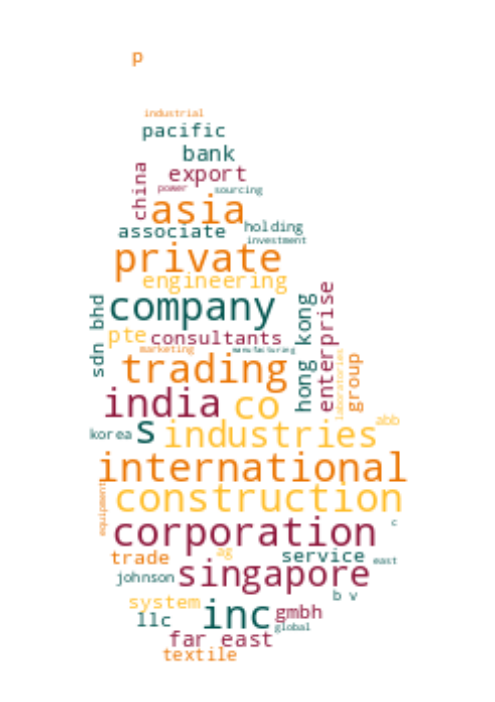 p
industrial
pacific
bank
china
export
power
sourcing
asia
associate
holding
investment
private
engineering
sdn bhd
company
hong kong
enterprise
pte
consultants
marketing
manufacturing
trading
laboratories
group
india
co
abb
korea
s
industries
international
equipment
construction
corporation
c
trade
ag
service
east
johnson
singapore
b v
system
llc
inc
gmbh
global
far east
textile